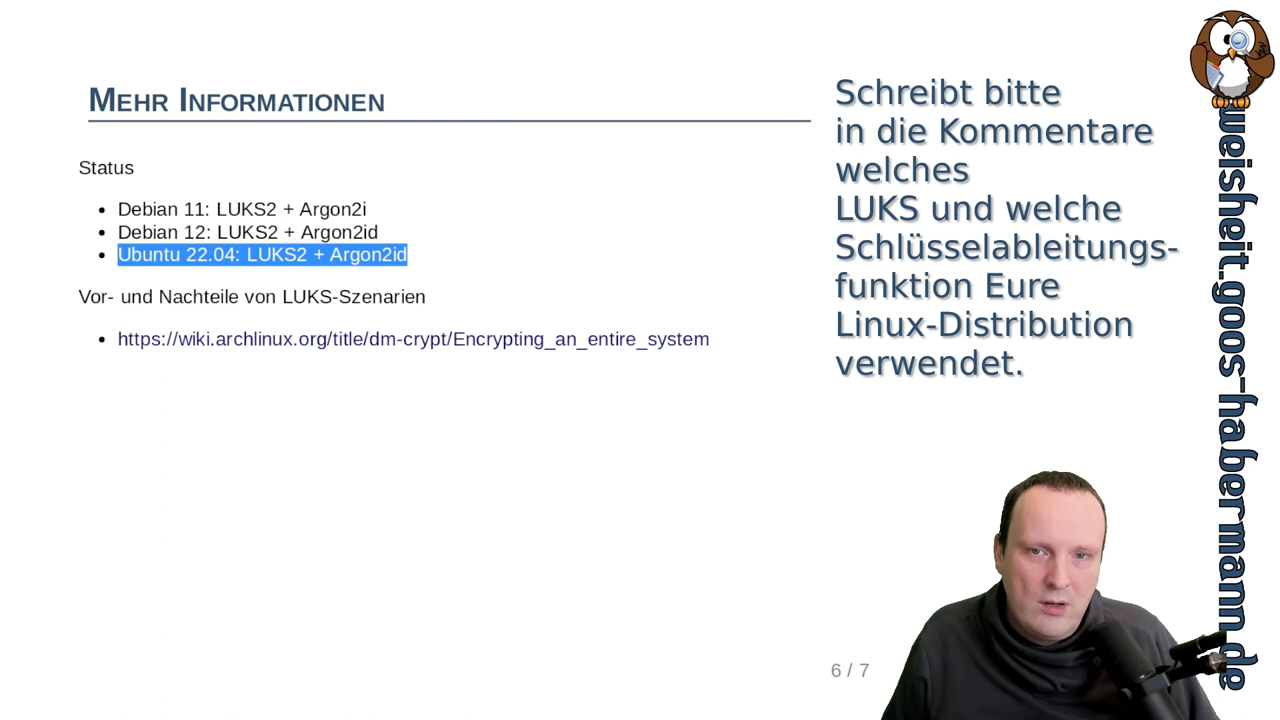 MEHR INFORMATIONEN
Status
• Debian 11: LUKS2 + Argon2i
• Debian 12: LUKS2 + Argon2id
• Ubuntu 22.04: LUKS2 + Argon2id
Vor- und Nachteile von LUKS-Szenarien
• https://wiki.archlinux.org/title/dm-crypt/Encrypting_an_entire_system
Schreibt bitte
in die Kommentare
welches
LUKS und welche
Schlüsselableitungs-
funktion Eure
Linux-Distribution
verwendet.
6 / 7
weisheit.goos-habermann.de